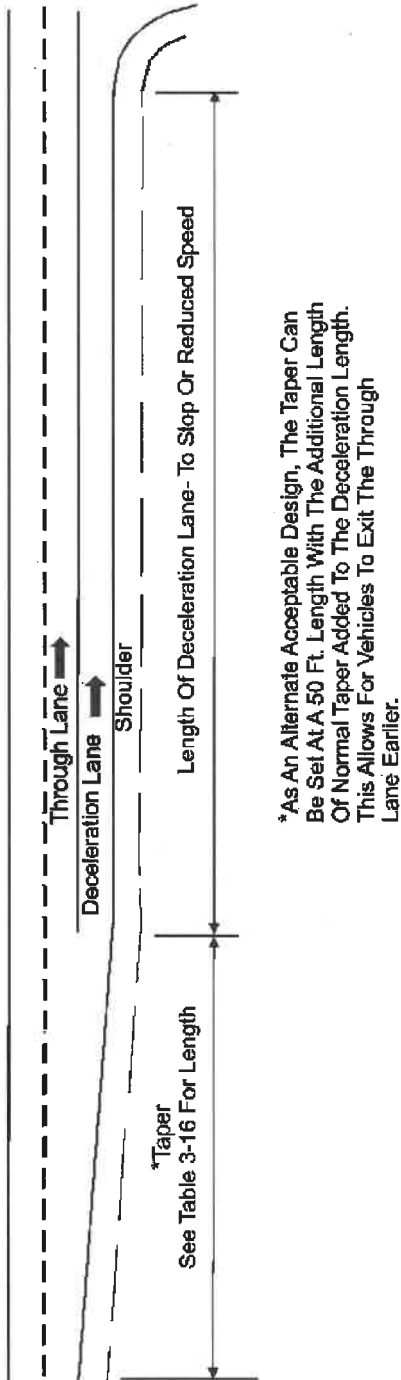 Through Lane
Deceleration Lane
Shoulder
*Taper
See Table 3-16 For Length
Length Of Deceleration Lane- To Stop Or Reduced Speed
*As An Alternate Acceptable Design, The Taper Can
Be Set At A 50 Ft. Length With The Additional Length
Of Normal Taper Added To The Deceleration Length.
This Allows For Vehicles To Exit The Through
Lane Earlier.